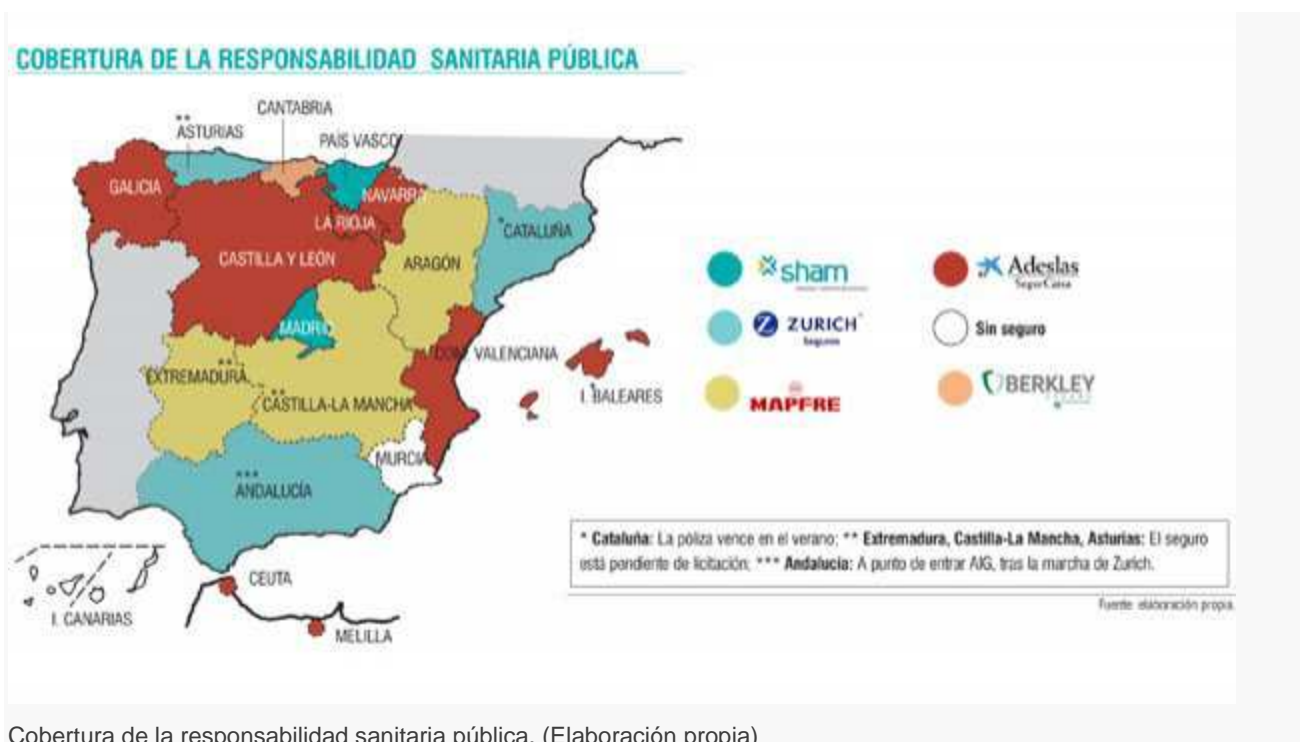 COBERTURA DE LA RESPONSABILIDAD SANITARIA PÚBLICA
CANTABRIA
**
ASTURIAS
PAÍS VASCO
GALICIA
NAVARRA
LA RIOJA
* CATALUÑA
CASTILLA Y LEÓN
ARAGÓN
MADRID
VALENCIANA
**
EXTREMADURA
**
CASTILLA-LA MANCHA
I. BALEARES
MURCIA
***
ANDALUCÍA
CEUTA
I. CANARIAS
MELILLA
sham
Adeslas
SegurCaixa
ZURICH
Seguros
Sin seguro
MAPFRE
BERKLEY
* Cataluña: La póliza vence en el verano; ** Extremadura, Castilla-La Mancha, Asturias: El seguro
está pendiente de licitación; *** Andalucía: A punto de entrar AIG, tras la marcha de Zurich.
Fuente: elaboración propia.
Cobertura de la responsabilidad sanitaria pública. (Elaboración propia)